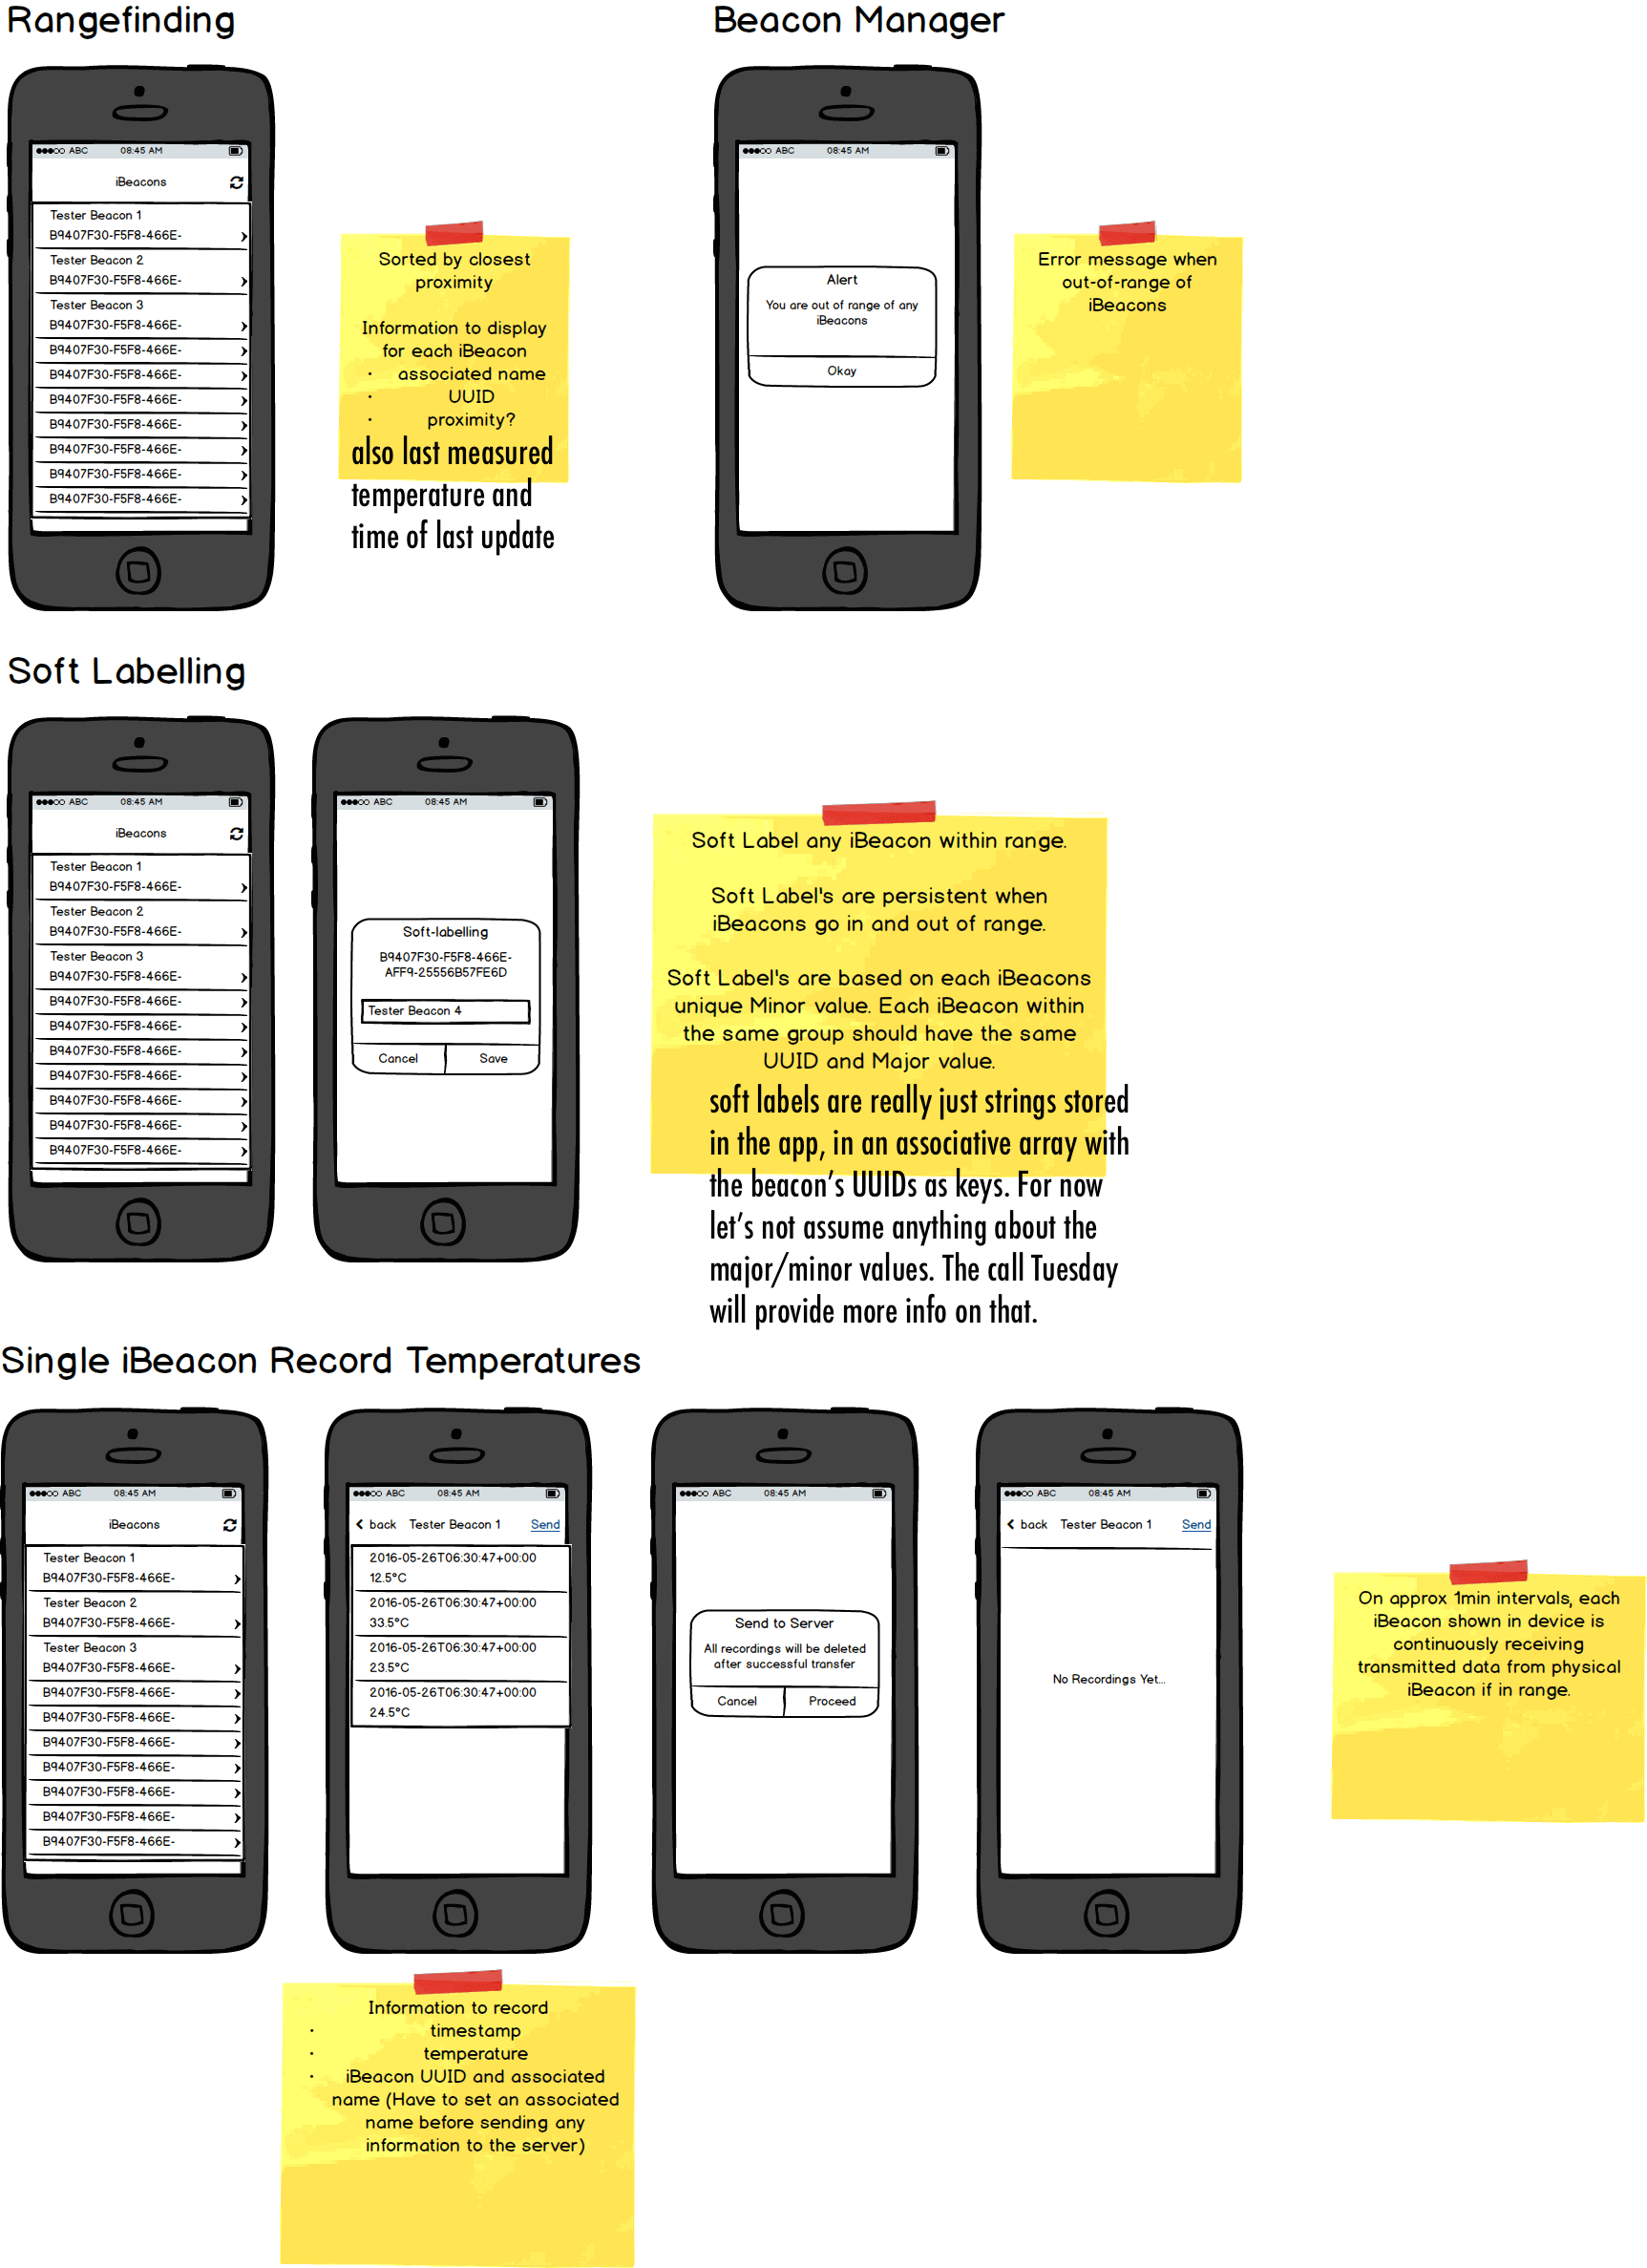 Rangefinding
ABC 08:45 AM
iBeacons
Tester Beacon 1
B9407F30-F5F8-466E-
Tester Beacon 2
B9407F30-F5F8-466E-
Tester Beacon 3
B9407F30-F5F8-466E-
B9407F30-F5F8-466E-
B9407F30-F5F8-466E-
B9407F30-F5F8-466E-
B9407F30-F5F8-466E-
B9407F30-F5F8-466E-
B9407F30-F5F8-466E-
B9407F30-F5F8-466E-
Sorted by closest
proximity
Information to display
for each iBeacon
· associated name
· UUID
· proximity?
also last measured
temperature and
time of last update
Beacon Manager
ABC 08:45 AM
Alert
You are out of range of any
iBeacons
Okay
Error message when
out-of-range of
iBeacons
Soft Labelling
ABC 08:45 AM
iBeacons
Tester Beacon 1
B9407F30-F5F8-466E-
Tester Beacon 2
B9407F30-F5F8-466E-
Tester Beacon 3
B9407F30-F5F8-466E-
B9407F30-F5F8-466E-
B9407F30-F5F8-466E-
B9407F30-F5F8-466E-
B9407F30-F5F8-466E-
B9407F30-F5F8-466E-
B9407F30-F5F8-466E-
B9407F30-F5F8-466E-
ABC 08:45 AM
Soft-labelling
B9407F30-F5F8-466E-
AFF9-25556B57FE6D
Tester Beacon 4
Cancel Save
Soft Label any iBeacon within range.
Soft Label's are persistent when
iBeacons go in and out of range.
Soft Label's are based on each iBeacons
unique Minor value. Each iBeacon within
the same group should have the same
UUID and Major value.
soft labels are really just strings stored
in the app, in an associative array with
the beacon's UUIDs as keys. For now
let's not assume anything about the
major/minor values. The call Tuesday
will provide more info on that.
Single iBeacon Record Temperatures
ABC 08:45 AM
iBeacons
Tester Beacon 1
B9407F30-F5F8-466E-
Tester Beacon 2
B9407F30-F5F8-466E-
Tester Beacon 3
B9407F30-F5F8-466E-
B9407F30-F5F8-466E-
B9407F30-F5F8-466E-
B9407F30-F5F8-466E-
B9407F30-F5F8-466E-
B9407F30-F5F8-466E-
B9407F30-F5F8-466E-
B9407F30-F5F8-466E-
ABC 08:45 AM
back Tester Beacon 1 Send
2016-05-26T06:30:47+00:00
12.5°C
2016-05-26T06:30:47+00:00
33.5°C
2016-05-26T06:30:47+00:00
23.5°C
2016-05-26T06:30:47+00:00
24.5°C
ABC 08:45 AM
Send to Server
All recordings will be deleted
after successful transfer
Cancel Proceed
ABC 08:45 AM
back Tester Beacon 1 Send
No Recordings Yet...
On approx 1min intervals, each
iBeacon shown in device is
continuously receiving
transmitted data from physical
iBeacon if in range.
Information to record
· timestamp
· temperature
· iBeacon UUID and associated
name (Have to set an associated
name before sending any
information to the server)